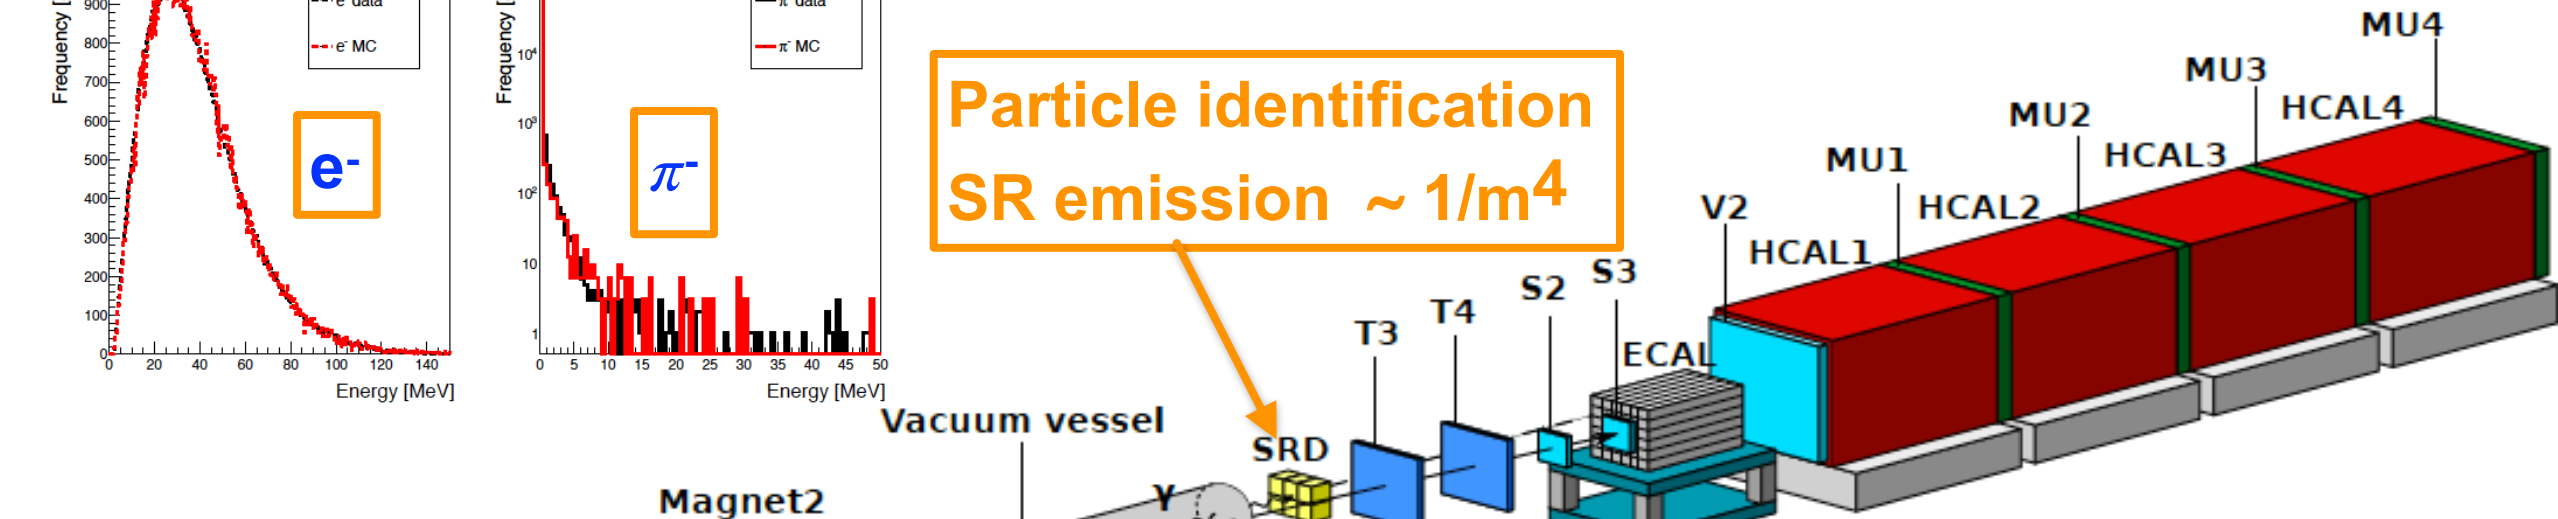 Frequency [
900
800
700
600
500
400
300
200
100
0
0 20 40 60 80 100 120 140
Energy [MeV]
e⁻ data
e⁻ MC
e-
Frequency [
10⁴
10³
10²
10
1
0 5 10 15 20 25 30 35 40 45 50
Energy [MeV]
π⁻ data
π⁻ MC
π-
Particle identification
SR emission ~ 1/m4
MU4
MU3
HCAL4
MU2
HCAL3
MU1
HCAL2
V2
HCAL1
S3
S2
T4
T3
ECAL
Vacuum vessel
SRD
γ
Magnet2